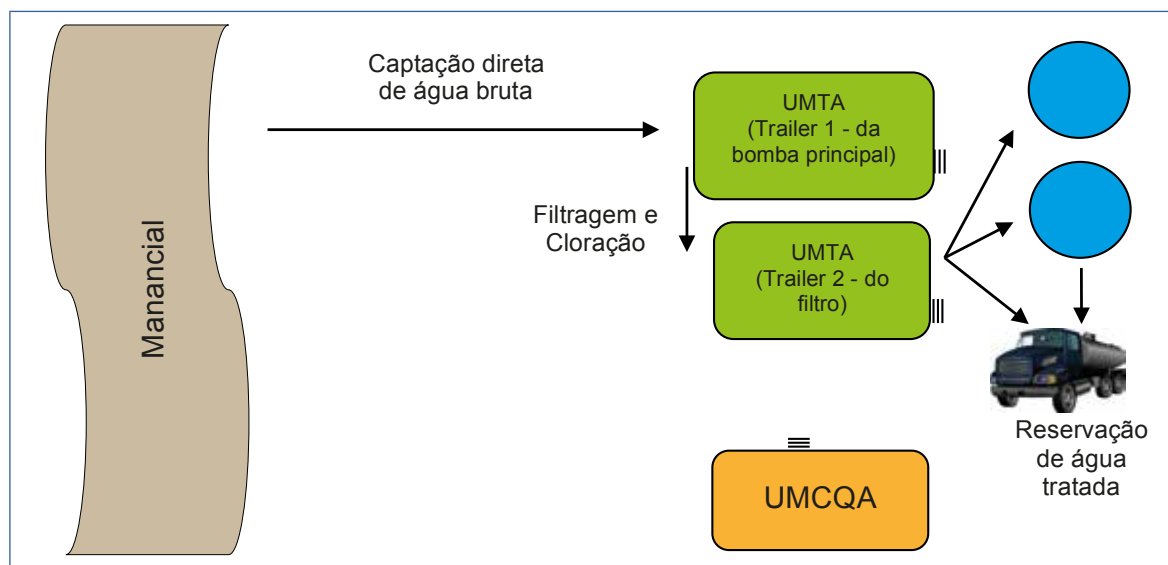 Manancial
Captação direta
de água bruta
UMTA
(Trailer 1 - da
bomba principal)
Filtragem e
Cloração
UMTA
(Trailer 2 - do
filtro)
Reservação
de água
tratada
UMCQA